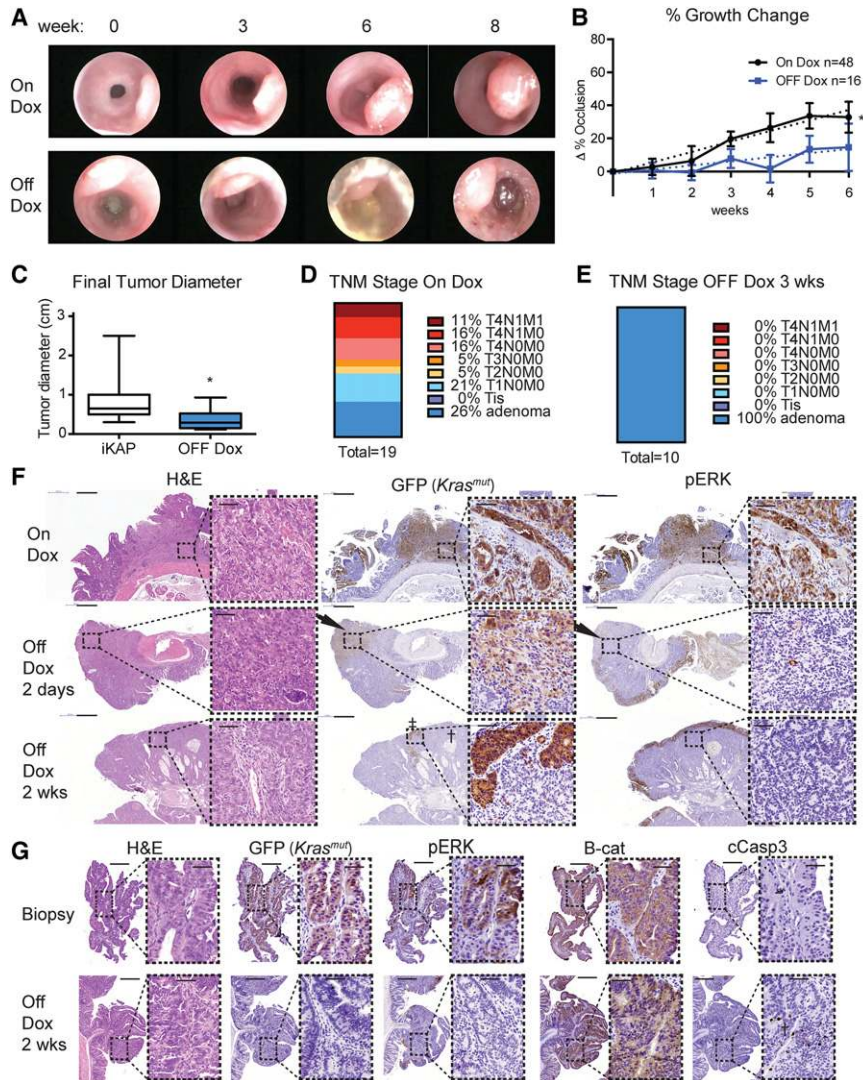 A
week: 0 3 6 8
On
Dox
Off
Dox
B
% Growth Change
On Dox n=48
OFF Dox n=16
Δ % Occlusion
60
40
20
0
*
1 2 3 4 5 6
weeks
C
Final Tumor Diameter
Tumor diameter (cm)
3
2
1
0
*
iKAP OFF Dox
D
TNM Stage On Dox
11% T4N1M1
16% T4N1M0
16% T4N0M0
5% T3N0M0
5% T2N0M0
21% T1N0M0
0% Tis
26% adenoma
Total=19
E
TNM Stage OFF Dox 3 wks
0% T4N1M1
0% T4N1M0
0% T4N0M0
0% T3N0M0
0% T2N0M0
0% T1N0M0
0% Tis
100% adenoma
Total=10
F
H&E GFP (Krasmut) pERK
On
Dox
Off
Dox
2 days
Off
Dox
2 wks
‡
†
G
H&E GFP (Krasmut) pERK B-cat cCasp3
Biopsy
Off
Dox
2 wks